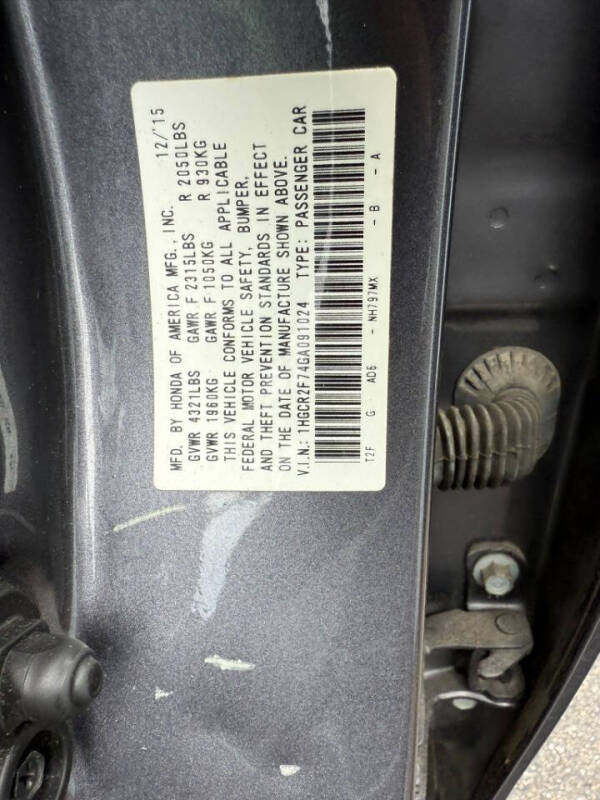 MFD. BY HONDA OF AMERICA MFG., INC. 12/'15
GVWR 4321LBS GAWR F 2315LBS R 2050LBS
GVWR 1960KG GAWR F 1050KG R 930KG
THIS VEHICLE CONFORMS TO ALL APPLICABLE
FEDERAL MOTOR VEHICLE SAFETY, BUMPER,
AND THEFT PREVENTION STANDARDS IN EFFECT
ON THE DATE OF MANUFACTURE SHOWN ABOVE.
V.I.N.: 1HGCR2F74GA091024 TYPE: PASSENGER CAR
T2F G AD6 - NH797MX - B - A